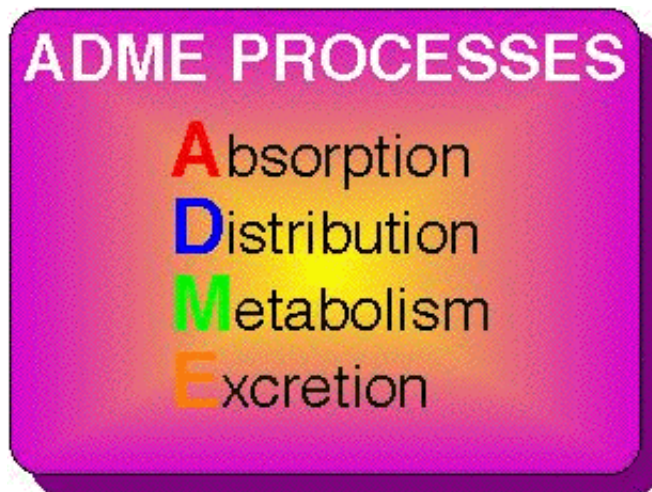 ADME PROCESSES
Absorption
Distribution
Metabolism
Excretion